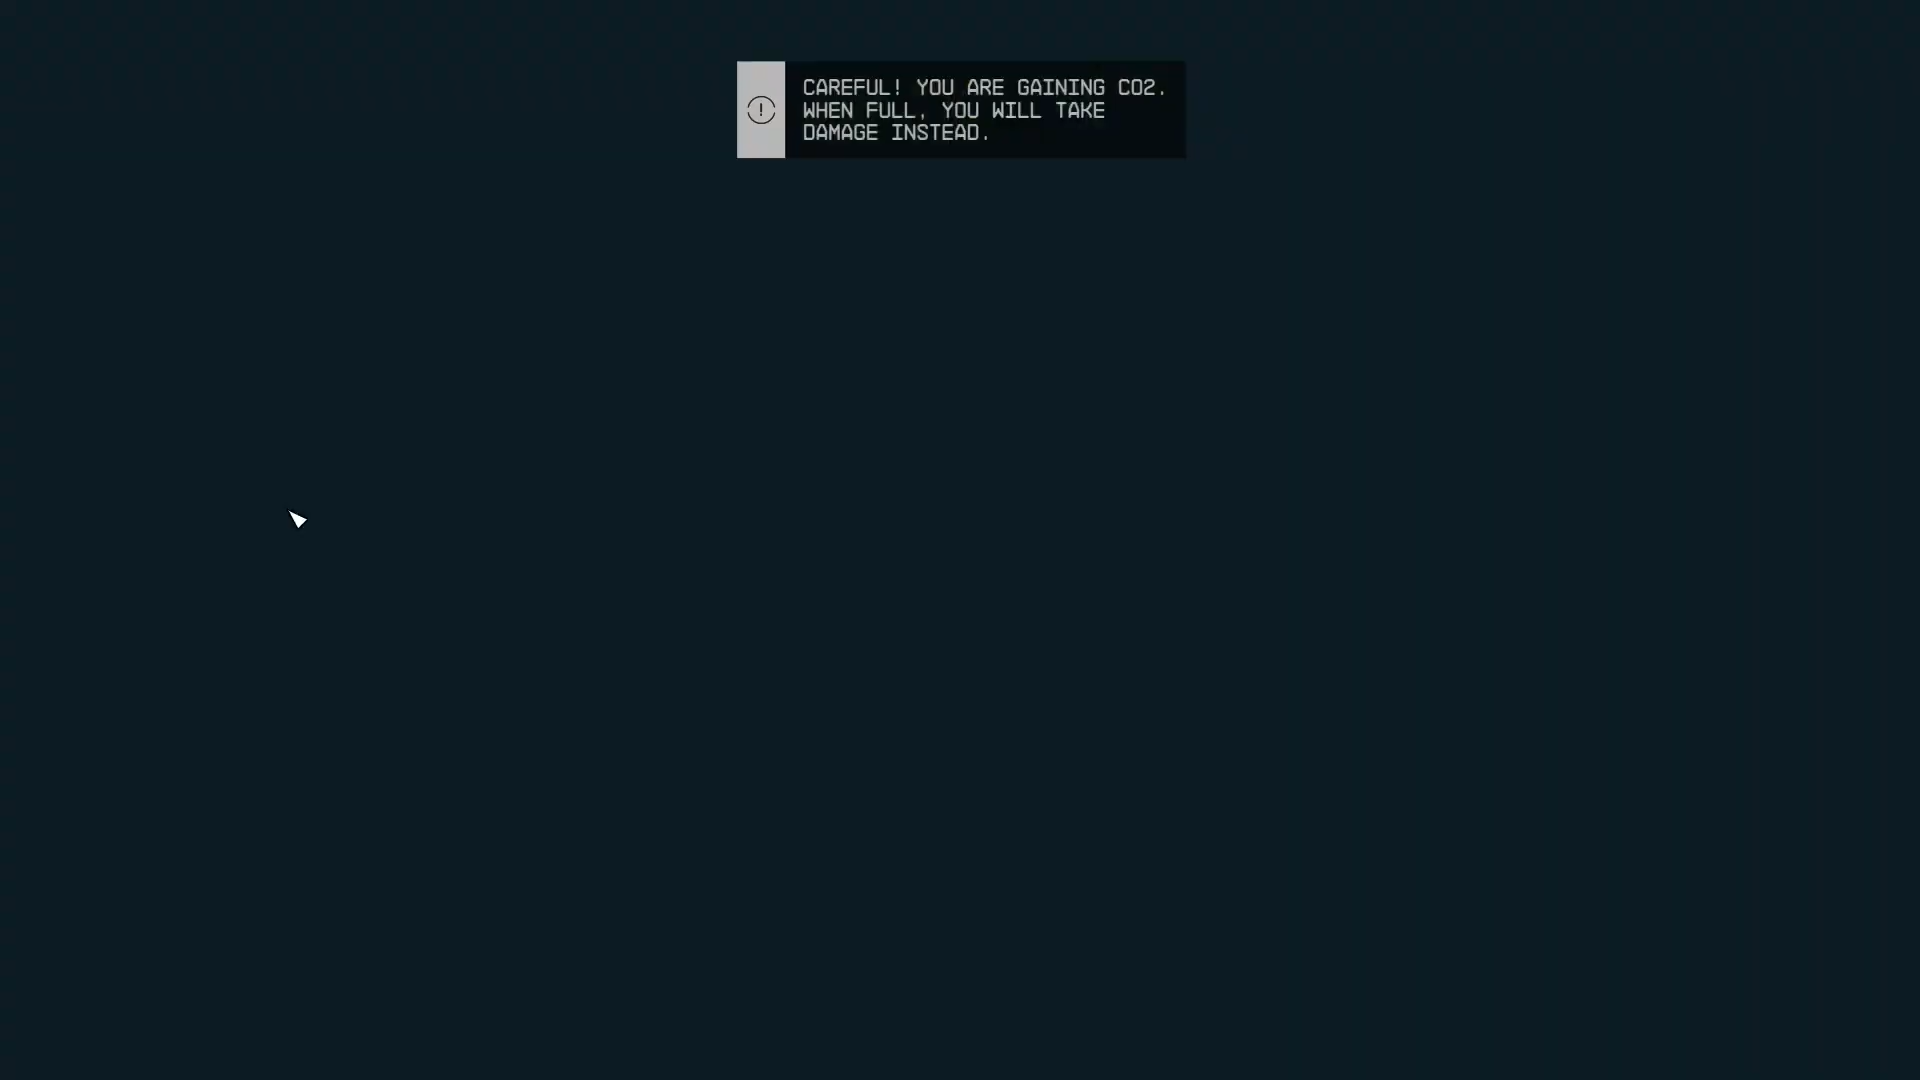 CAREFUL! YOU ARE GAINING CO2.
WHEN FULL, YOU WILL TAKE
DAMAGE INSTEAD.